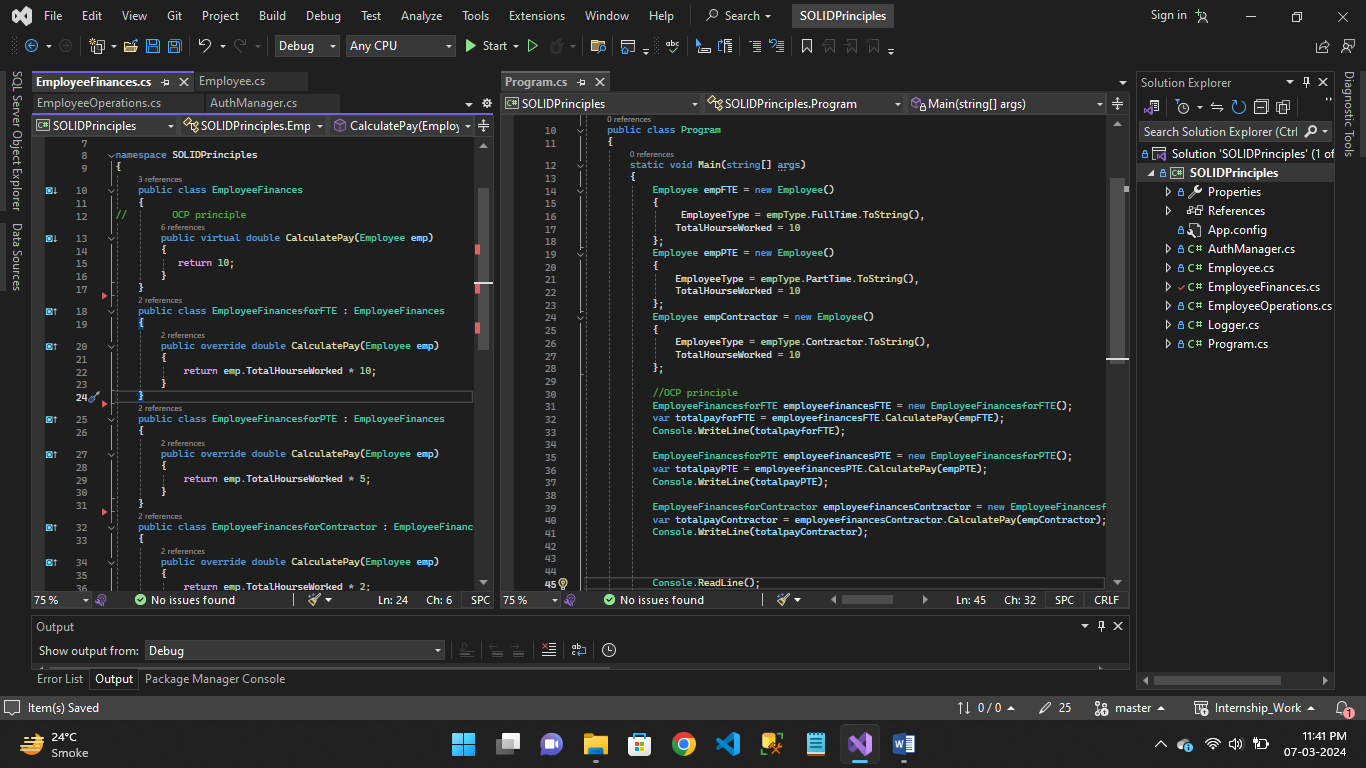 File Edit View Git Project Build Debug Test Analyze Tools Extensions Window Help Search SOLIDPrinciples Sign in
Debug Any CPU Start
SQL Server Object Explorer
Data Sources
EmployeeFinances.cs Employee.cs
EmployeeOperations.cs AuthManager.cs
SOLIDPrinciples SOLIDPrinciples.Emp CalculatePay(Employ
7
8 namespace SOLIDPrinciples
9 {
3 references
10 public class EmployeeFinances
11 {
12 // OCP principle
6 references
13 public virtual double CalculatePay(Employee emp)
14 {
15 return 10;
16 }
17 }
2 references
18 public class EmployeeFinancesforFTE : EmployeeFinances
19 {
2 references
20 public override double CalculatePay(Employee emp)
21 {
22 return emp.TotalHourseWorked * 10;
23 }
24 }
2 references
25 public class EmployeeFinancesforPTE : EmployeeFinances
26 {
2 references
27 public override double CalculatePay(Employee emp)
28 {
29 return emp.TotalHourseWorked * 5;
30 }
31 }
2 references
32 public class EmployeeFinancesforContractor : EmployeeFinanc
33 {
2 references
34 public override double CalculatePay(Employee emp)
35 {
36 return emp.TotalHourseWorked * 2;
75 % No issues found Ln: 24 Ch: 6 SPC
Program.cs
SOLIDPrinciples SOLIDPrinciples.Program Main(string[] args)
0 references
10 public class Program
11 {
0 references
12 static void Main(string[] args)
13 {
14 Employee empFTE = new Employee()
15 {
16 EmployeeType = empType.FullTime.ToString(),
17 TotalHourseWorked = 10
18 };
19 Employee empPTE = new Employee()
20 {
21 EmployeeType = empType.PartTime.ToString(),
22 TotalHourseWorked = 10
23 };
24 Employee empContractor = new Employee()
25 {
26 EmployeeType = empType.Contractor.ToString(),
27 TotalHourseWorked = 10
28 };
29
30 //OCP principle
31 EmployeeFinancesforFTE employeefinancesFTE = new EmployeeFinancesforFTE();
32 var totalpayforFTE = employeefinancesFTE.CalculatePay(empFTE);
33 Console.WriteLine(totalpayforFTE);
34
35 EmployeeFinancesforPTE employeefinancesPTE = new EmployeeFinancesforPTE();
36 var totalpayPTE = employeefinancesPTE.CalculatePay(empPTE);
37 Console.WriteLine(totalpayPTE);
38
39 EmployeeFinancesforContractor employeefinancesContractor = new EmployeeFinancesf
40 var totalpayContractor = employeefinancesContractor.CalculatePay(empContractor);
41 Console.WriteLine(totalpayContractor);
42
43
44
45 Console.ReadLine();
75 % No issues found Ln: 45 Ch: 32 SPC CRLF
Solution Explorer
Search Solution Explorer (Ctrl
Solution 'SOLIDPrinciples' (1 of
SOLIDPrinciples
Properties
References
App.config
AuthManager.cs
Employee.cs
EmployeeFinances.cs
EmployeeOperations.cs
Logger.cs
Program.cs
Diagnostic Tools
Output
Show output from: Debug
Error List Output Package Manager Console
Item(s) Saved 0 / 0 25 master Internship_Work 1
24°C
Smoke
11:41 PM
07-03-2024